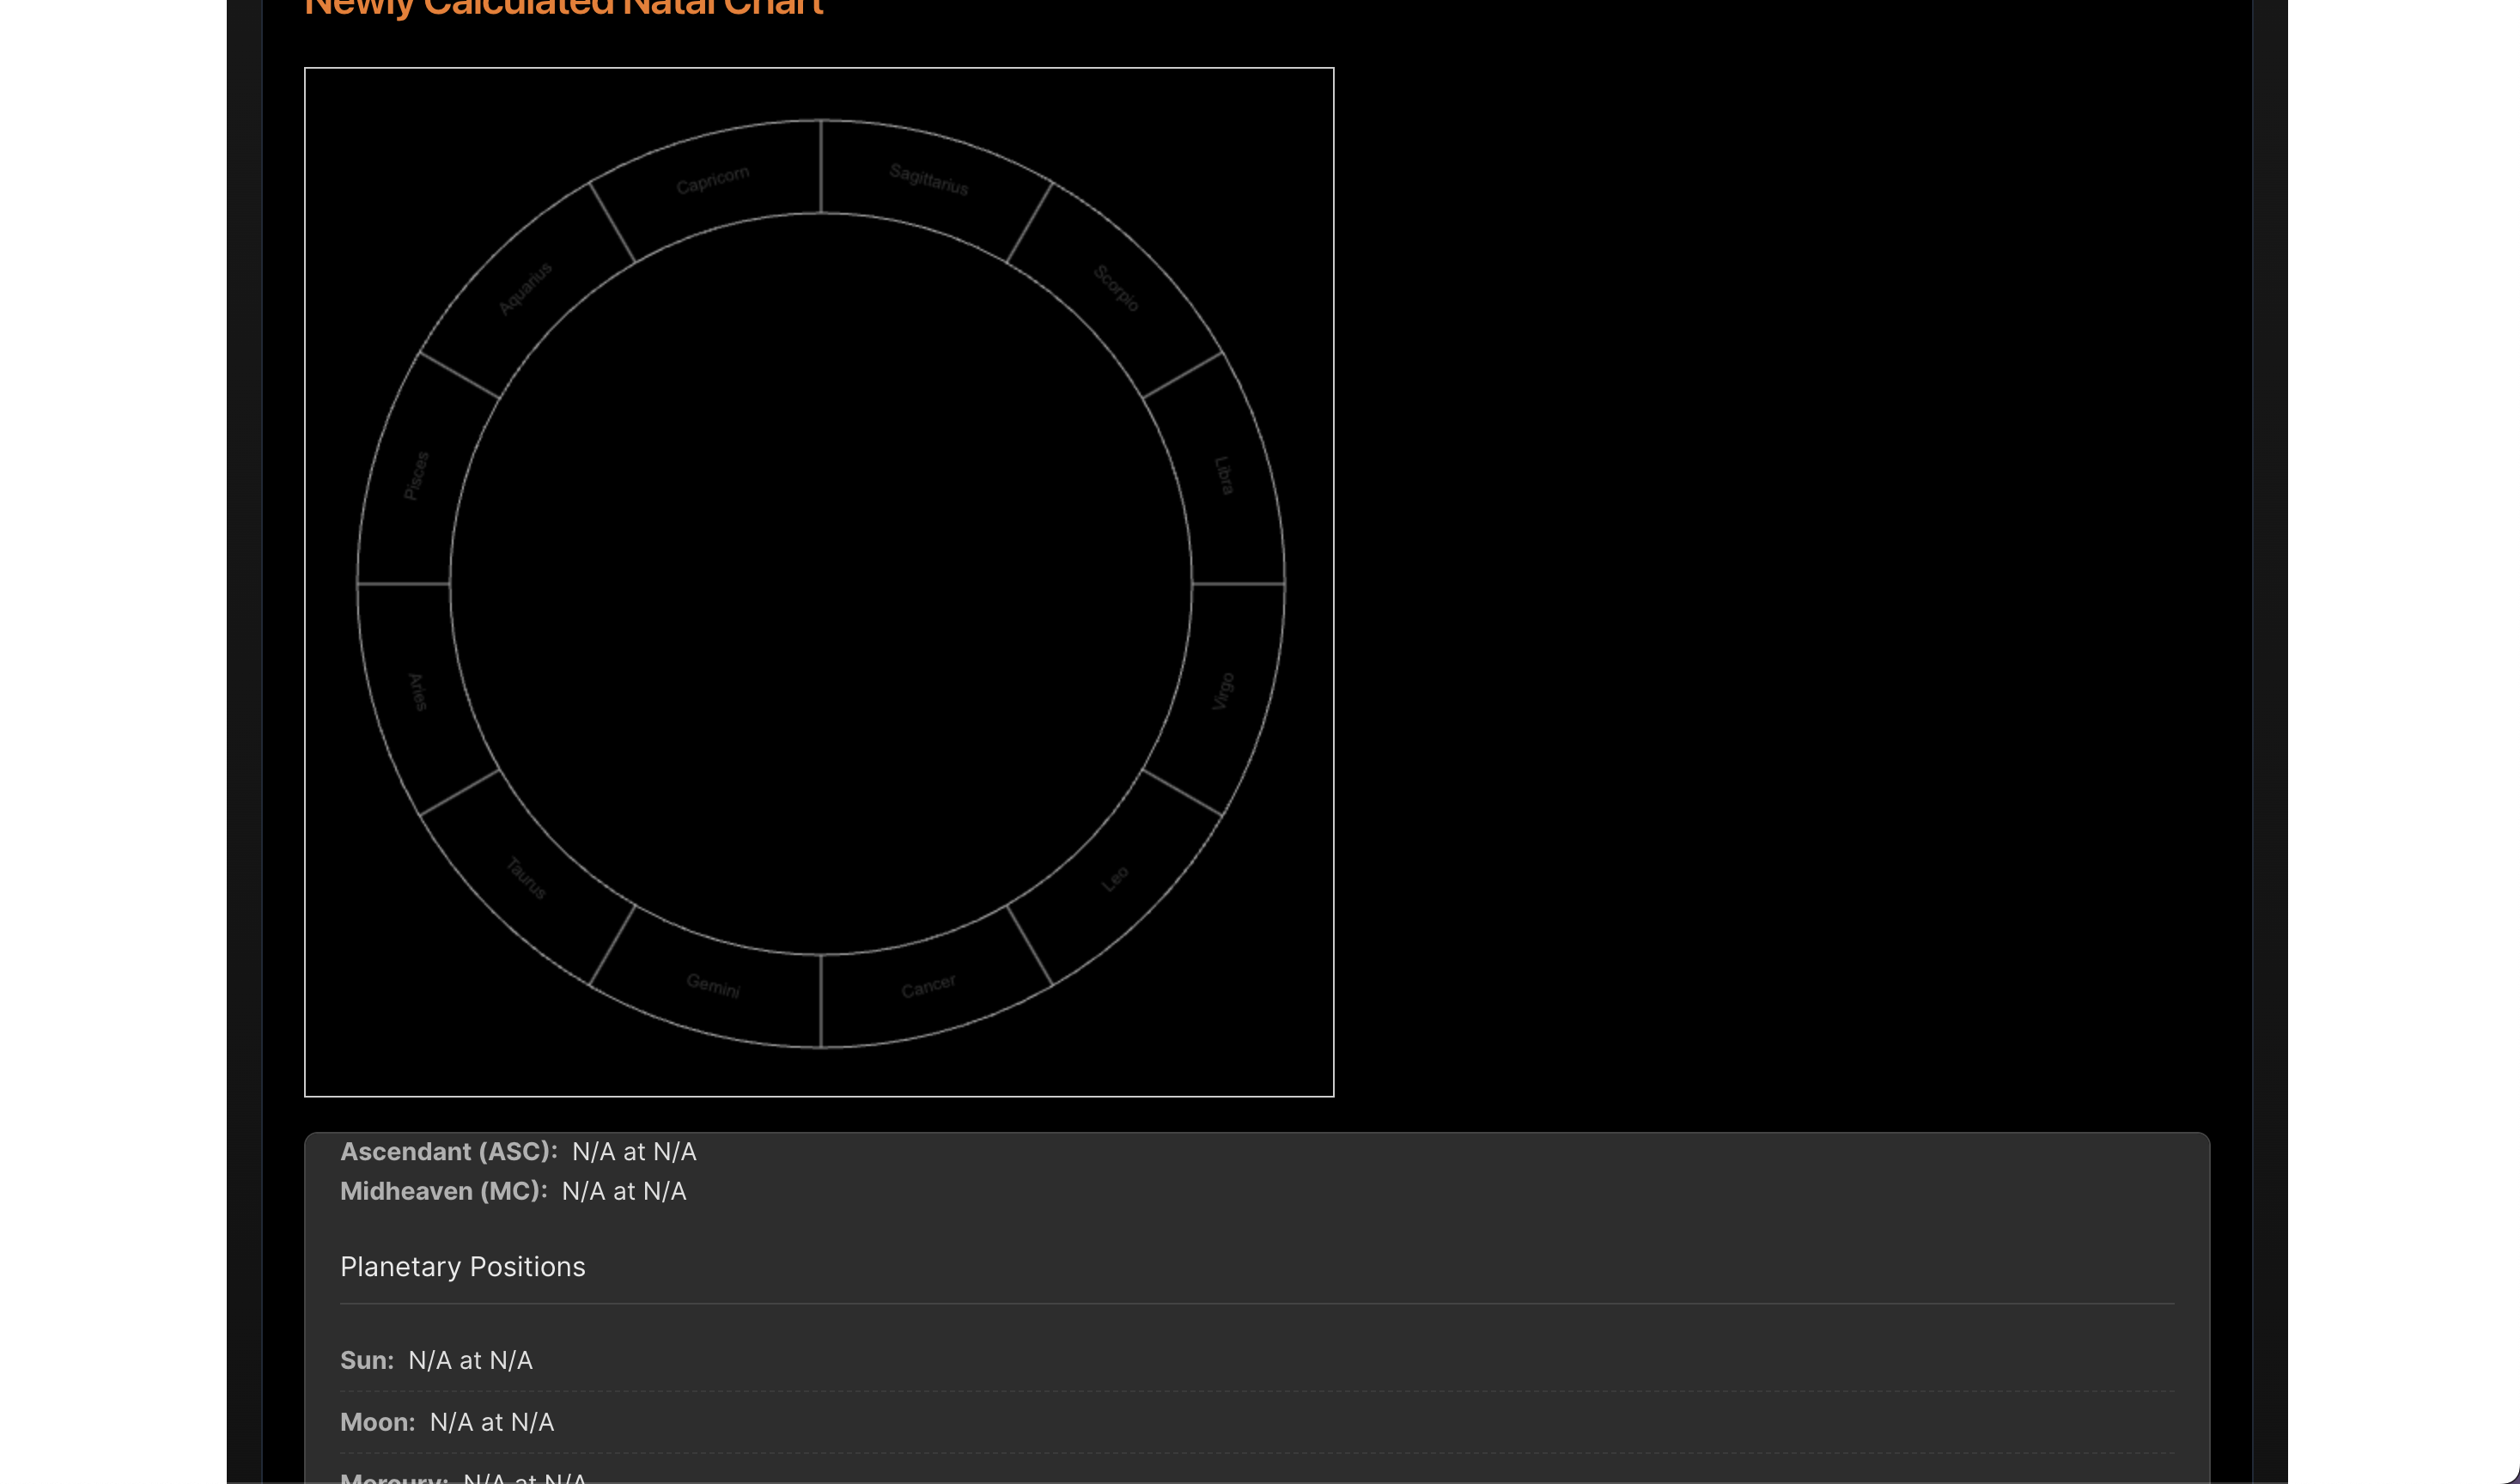 Newly Calculated Natal Chart
Capricorn
Sagittarius
Aquarius
Scorpio
Pisces
Libra
Aries
Virgo
Taurus
Leo
Gemini
Cancer
Ascendant (ASC): N/A at N/A
Midheaven (MC): N/A at N/A
Planetary Positions
Sun: N/A at N/A
Moon: N/A at N/A
Mercury: N/A at N/A